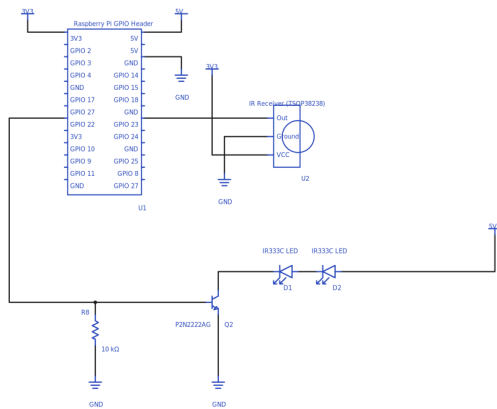 3V3
5V
Raspberry Pi GPIO Header
3V3 5V
GPIO 2 5V
GPIO 3 GND
GPIO 4 GPIO 14
GND GPIO 15
GPIO 17 GPIO 18
GPIO 27 GND
GPIO 22 GPIO 23
3V3 GPIO 24
GPIO 10 GND
GPIO 9 GPIO 25
GPIO 11 GPIO 8
GND GPIO 27
U1
GND
3V3
IR Receiver (TSOP38238)
Out
Ground
VCC
U2
GND
5V
IR333C LED
IR333C LED
D1
D2
R8
10 kΩ
P2N2222AG
Q2
GND
GND